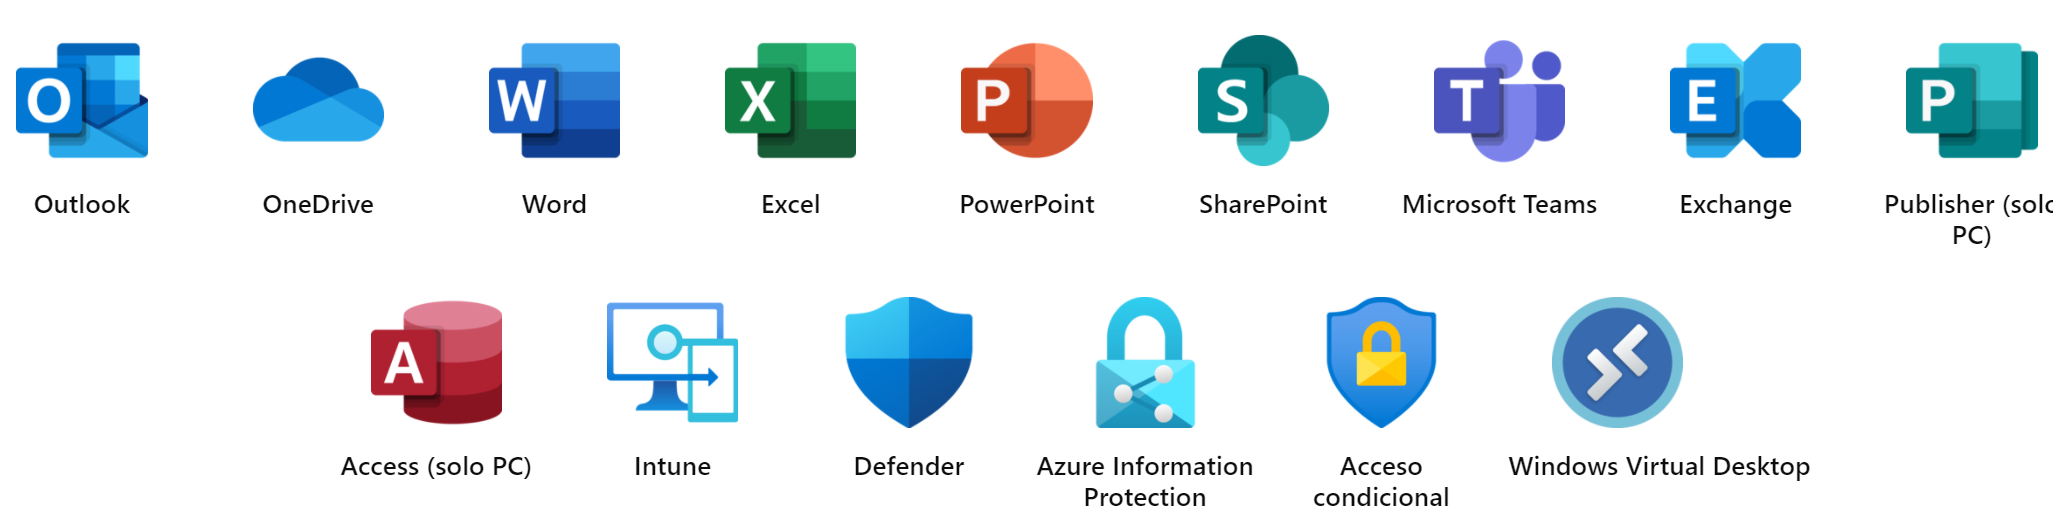 O W X P S T E P
Outlook OneDrive Word Excel PowerPoint SharePoint Microsoft Teams Exchange Publisher (solo
PC)
A
Access (solo PC) Intune Defender Azure Information Acceso Windows Virtual Desktop
Protection condicional